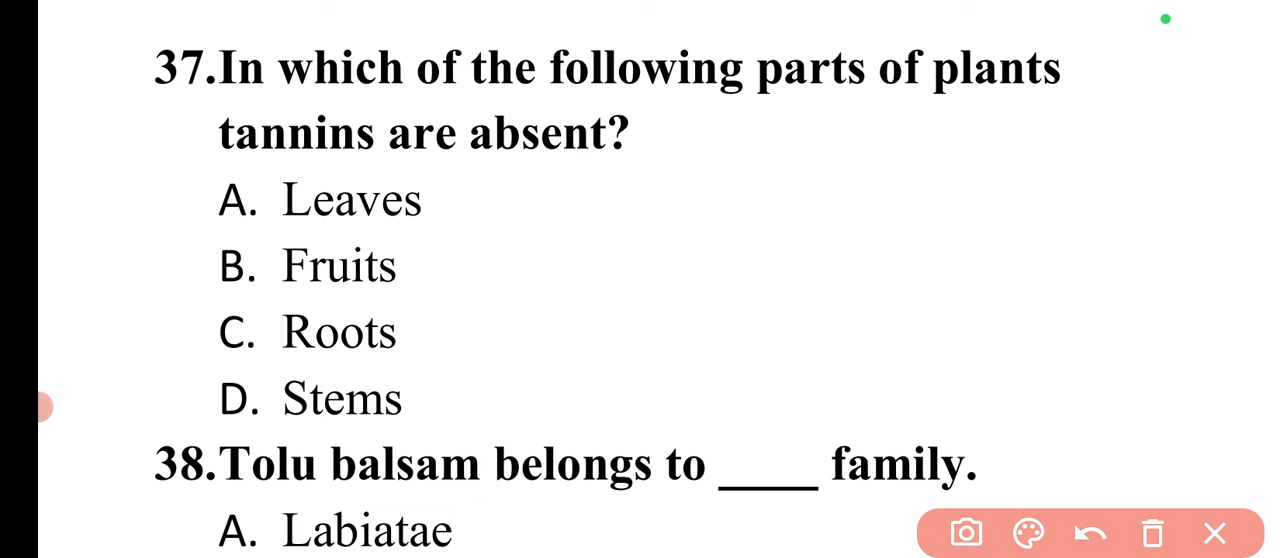 37.In which of the following parts of plants
tannins are absent?
A. Leaves
B. Fruits
C. Roots
D. Stems
38.Tolu balsam belongs to ____ family.
A. Labiatae